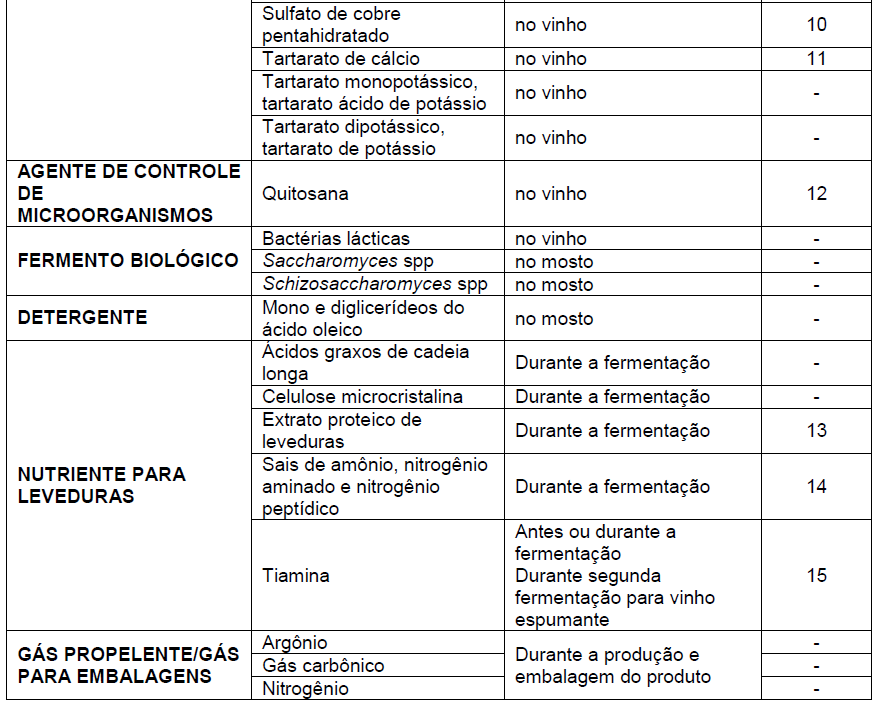 Sulfato de cobre
pentahidratado
no vinho
10
Tartarato de cálcio
no vinho
11
Tartarato monopotássico,
tartarato ácido de potássio
no vinho
-
Tartarato dipotássico,
tartarato de potássio
no vinho
-
AGENTE DE CONTROLE
DE
MICROORGANISMOS
Quitosana
no vinho
12
FERMENTO BIOLÓGICO
Bactérias lácticas
no vinho
-
Saccharomyces spp
no mosto
-
Schizosaccharomyces spp
no mosto
-
DETERGENTE
Mono e diglicerídeos do
ácido oleico
no mosto
-
NUTRIENTE PARA
LEVEDURAS
Ácidos graxos de cadeia
longa
Durante a fermentação
-
Celulose microcristalina
Durante a fermentação
-
Extrato proteico de
leveduras
Durante a fermentação
13
Sais de amônio, nitrogênio
aminado e nitrogênio
peptídico
Durante a fermentação
14
Tiamina
Antes ou durante a
fermentação
Durante segunda
fermentação para vinho
espumante
15
GÁS PROPELENTE/GÁS
PARA EMBALAGENS
Argônio
Durante a produção e
embalagem do produto
-
Gás carbônico
-
Nitrogênio
-